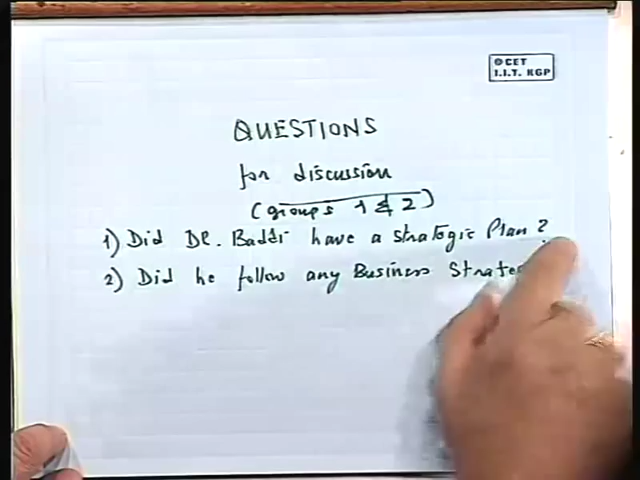 © CET
I.I.T. KGP
QUESTIONS
for discussion
(groups 1 & 2)
1) Did DR. Baddi have a strategic Plan ?
2) Did he follow any Business Strate